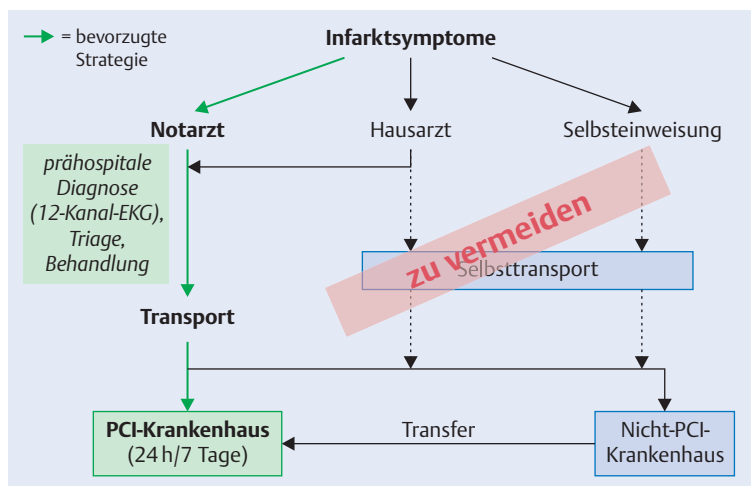 = bevorzugte
Strategie
Infarktsymptome
Notarzt
Hausarzt
Selbsteinweisung
prähospitale
Diagnose
(12-Kanal-EKG),
Triage,
Behandlung
zu vermeiden
Selbsttransport
Transport
PCI-Krankenhaus
(24 h/7 Tage)
Transfer
Nicht-PCI-
Krankenhaus